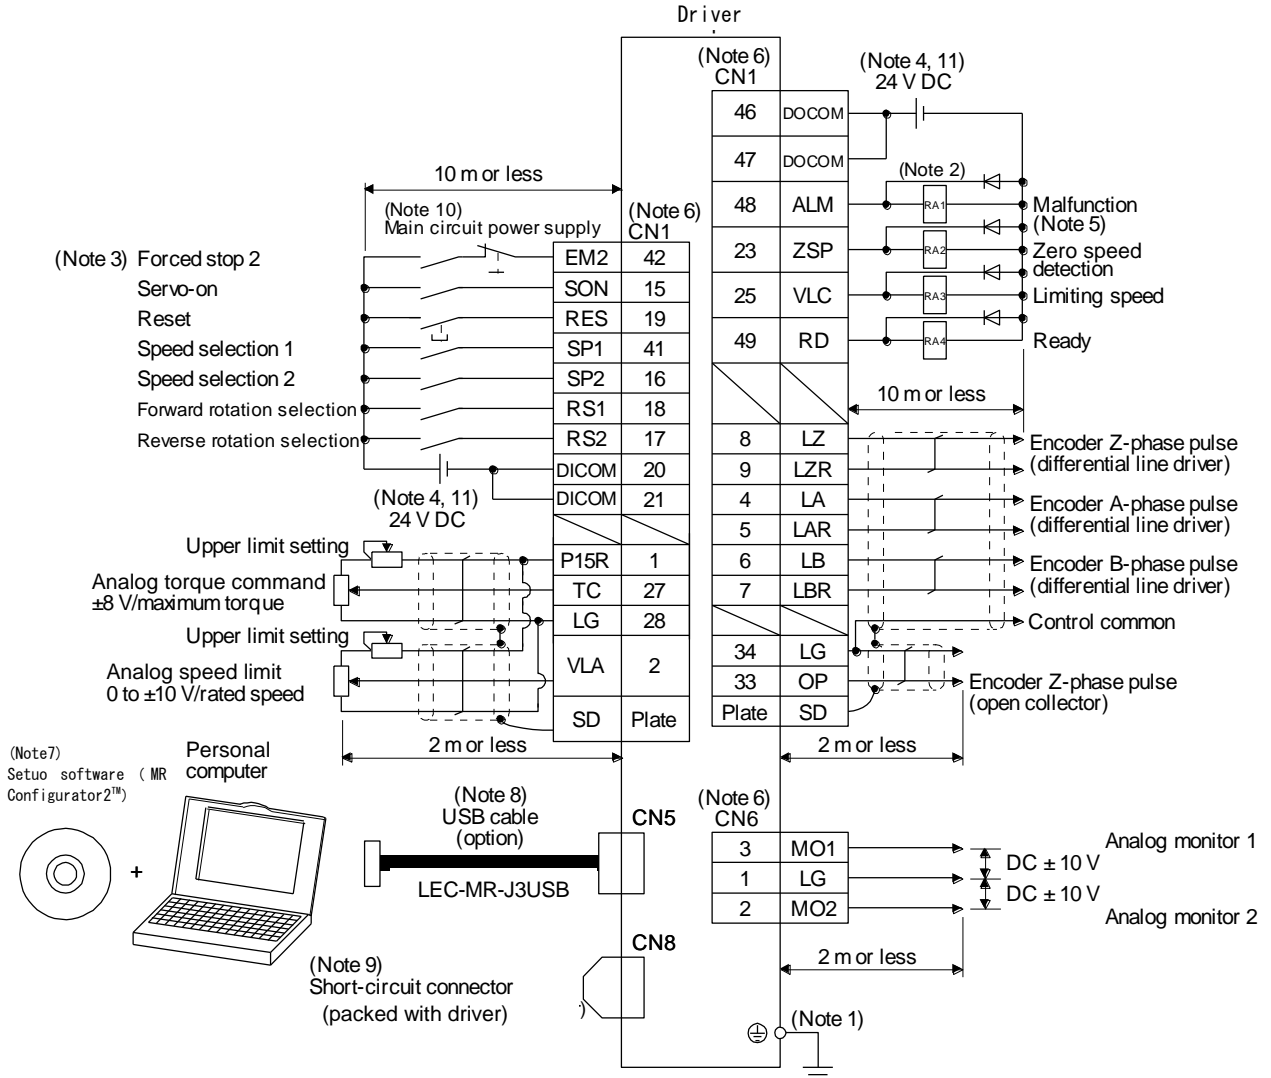 Driver
(Note 6)
CN1
(Note 4, 11)
24 V DC
46 DOCOM
47 DOCOM
(Note 2)
48 ALM RA1 Malfunction
(Note 5)
23 ZSP RA2 Zero speed
detection
25 VLC RA3 Limiting speed
49 RD RA4 Ready
10 m or less
8 LZ Encoder Z-phase pulse
9 LZR (differential line driver)
4 LA Encoder A-phase pulse
5 LAR (differential line driver)
6 LB Encoder B-phase pulse
7 LBR (differential line driver)
Control common
34 LG
33 OP Encoder Z-phase pulse
(open collector)
Plate SD
2 m or less
10 m or less
(Note 10)
Main circuit power supply
(Note 6)
CN1
(Note 3) Forced stop 2 EM2 42
Servo-on SON 15
Reset RES 19
Speed selection 1 SP1 41
Speed selection 2 SP2 16
Forward rotation selection RS1 18
Reverse rotation selection RS2 17
DICOM 20
(Note 4, 11)
24 V DC
DICOM 21
Upper limit setting P15R 1
Analog torque command
±8 V/maximum torque
TC 27
LG 28
Upper limit setting
Analog speed limit
0 to ±10 V/rated speed
VLA 2
SD Plate
2 m or less
(Note7)
Setuo software ( MR
Configurator2™)
Personal
computer
+
(Note 8)
USB cable
(option)
CN5
LEC-MR-J3USB
(Note 9)
Short-circuit connector
(packed with driver)
CN8
.)
(Note 6)
CN6
3 MO1 Analog monitor 1
DC ± 10 V
1 LG
DC ± 10 V
2 MO2 Analog monitor 2
2 m or less
(Note 1)